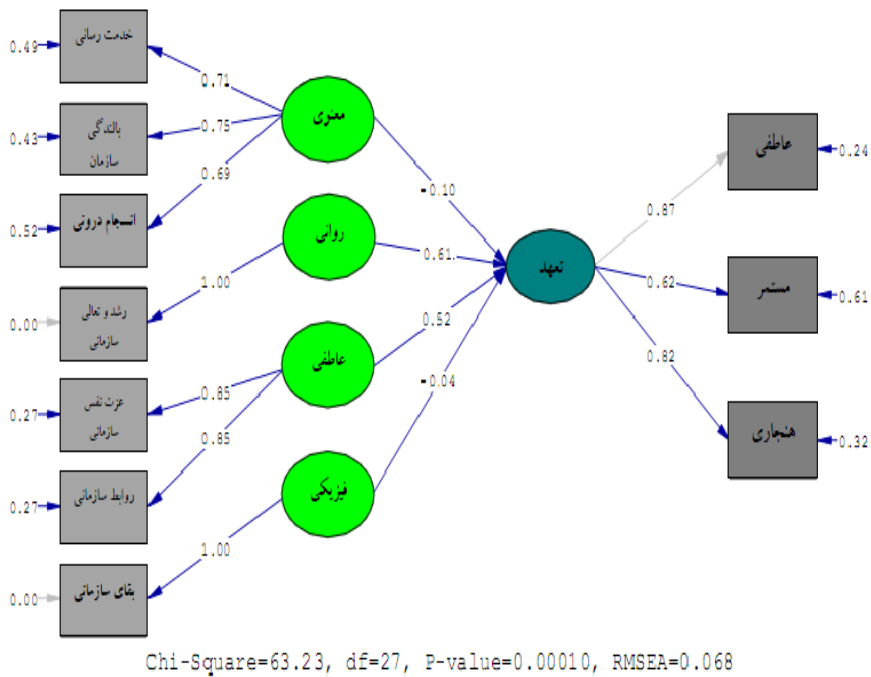 0.49
خدمت رسانی
0.71
0.43
بالندگی
سازمان
0.75
0.52
انسجام درونی
0.69
معنوی
-0.10
0.00
رشد و تعالی
سازمانی
1.00
روانی
0.61
0.27
عزت نفس
سازمانی
0.85
عاطفی
0.52
0.27
روابط سازمانی
0.85
0.00
بقای سازمانی
1.00
فیزیکی
-0.04
تعهد
0.87
عاطفی
0.24
0.62
مستمر
0.61
0.82
هنجاری
0.32
Chi-Square=63.23, df=27, P-value=0.00010, RMSEA=0.068